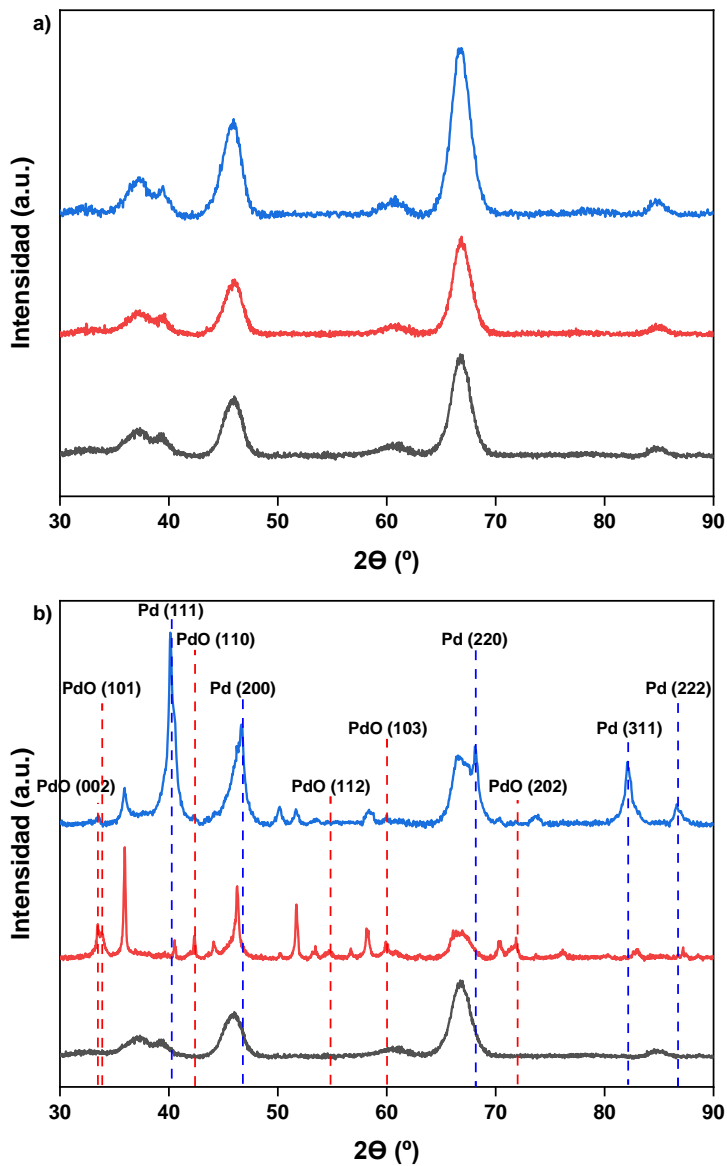 a)
Intensidad (a.u.)
30 40 50 60 70 80 90
2Ө (º)
b)
Pd (111)
PdO (110) Pd (220)
PdO (101) Pd (200) Pd (222)
PdO (103) Pd (311)
PdO (002) PdO (112) PdO (202)
Intensidad (a.u.)
30 40 50 60 70 80 90
2Ө (º)